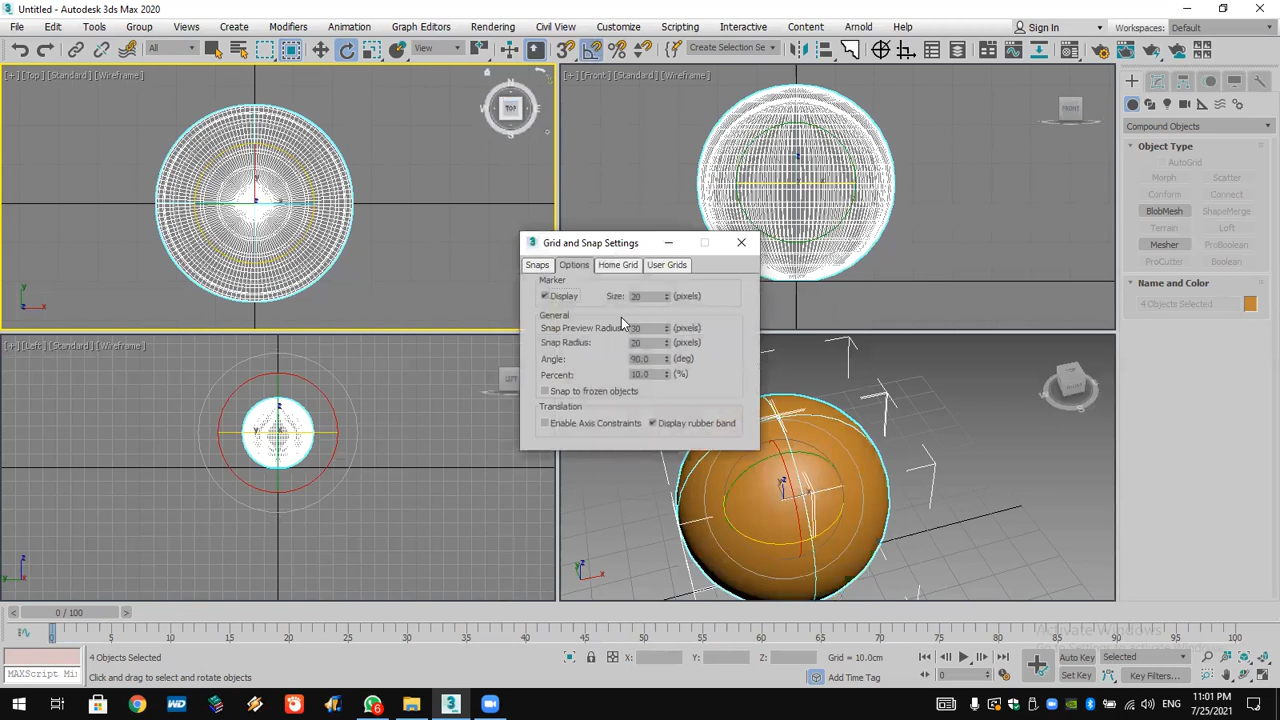 Untitled - Autodesk 3ds Max 2020
File Edit Tools Group Views Create Modifiers Animation Graph Editors Rendering Civil View Customize Scripting Interactive Content Arnold Help Sign In Workspaces: Default
All View Create Selection Se
[+] [Top] [Standard] [Wireframe]
N
W TOP E
S
[+] [Front] [Standard] [Wireframe]
FRONT
Compound Objects
Object Type
AutoGrid
Morph Scatter
Conform Connect
BlobMesh ShapeMerge
Terrain Loft
Mesher ProBoolean
ProCutter Boolean
Name and Color
4 Objects Selected
Grid and Snap Settings
Snaps Options Home Grid User Grids
Marker
Display Size: 20 (pixels)
General
Snap Preview Radius: 30 (pixels)
Snap Radius: 20 (pixels)
Angle: 90.0 (deg)
Percent: 10.0 (%)
Snap to frozen objects
Translation
Enable Axis Constraints Display rubber band
[+] [Left] [Standard] [Wireframe]
LEFT
0 / 100
0 5 10 15 20 25 30 35 40 45 50 55 60 65 70 75 80 85 90 95 100
Activate Windows
4 Objects Selected X: Y: Z: Grid = 10.0cm Auto Key Selected
MAXScript Mi: Click and drag to select and rotate objects Add Time Tag 0 Set Key Key Filters...
11:01 PM
ENG
7/25/2021